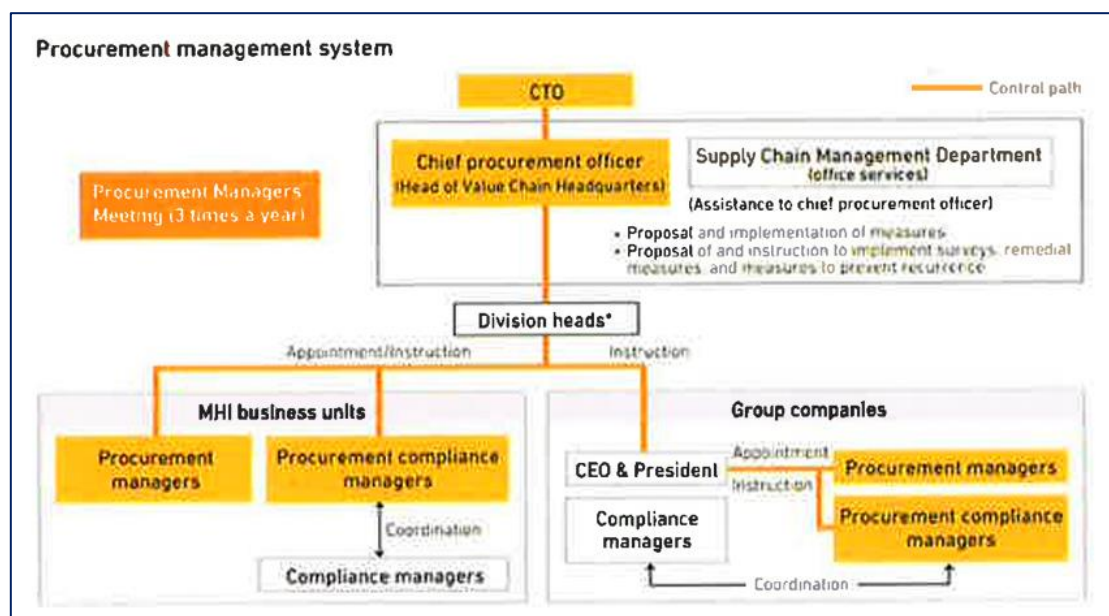 Procurement management system
CTO
Control path
Chief procurement officer
(Head of Value Chain Headquarters)
Supply Chain Management Department
(office services)
(Assistance to chief procurement officer)
• Proposal and implementation of measures
• Proposal of and instruction to implement surveys, remedial
measures, and measures to prevent recurrence
Procurement Managers
Meeting (3 times a year)
Division heads*
Appointment/Instruction
Instruction
MHI business units
Procurement
managers
Procurement compliance
managers
Coordination
Compliance managers
Group companies
CEO & President
Appointment
Instruction
Procurement managers
Compliance
managers
Procurement compliance
managers
Coordination